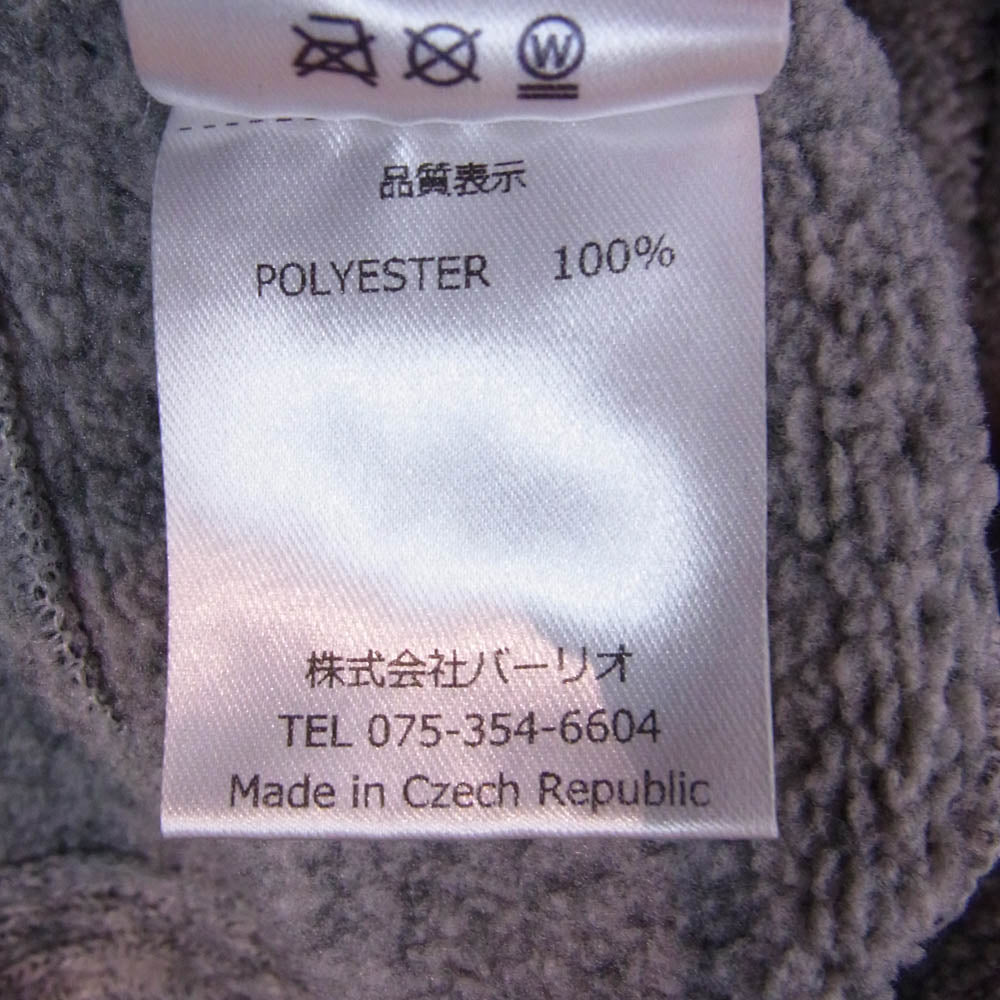 W
品質表示
POLYESTER 100%
株式会社バーリオ
TEL 075-354-6604
Made in Czech Republic